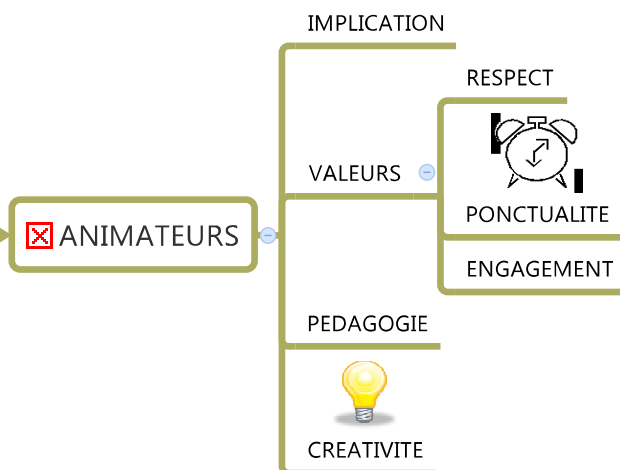 IMPLICATION
RESPECT
VALEURS
PONCTUALITE
ANIMATEURS
ENGAGEMENT
PEDAGOGIE
CREATIVITE